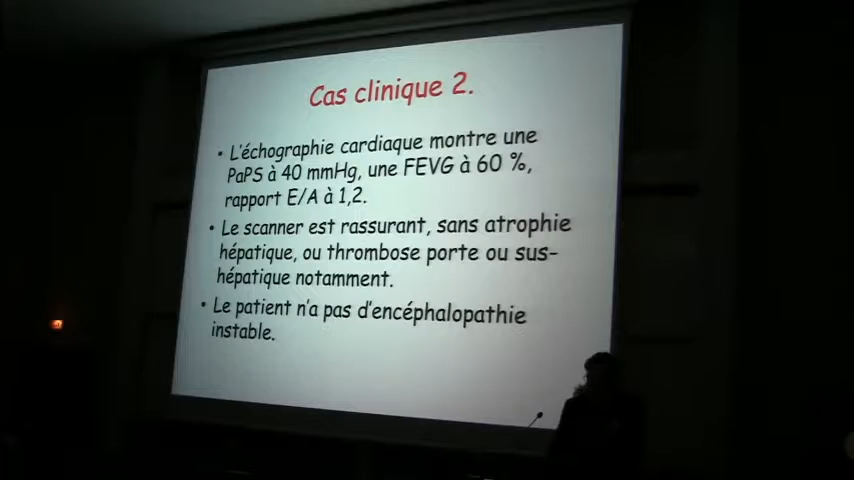 Cas clinique 2.
• L'échographie cardiaque montre une
PaPS à 40 mmHg, une FEVG à 60 %,
rapport E/A à 1,2.
• Le scanner est rassurant, sans atrophie
hépatique, ou thrombose porte ou sus-
hépatique notamment.
• Le patient n'a pas d'encéphalopathie
instable.